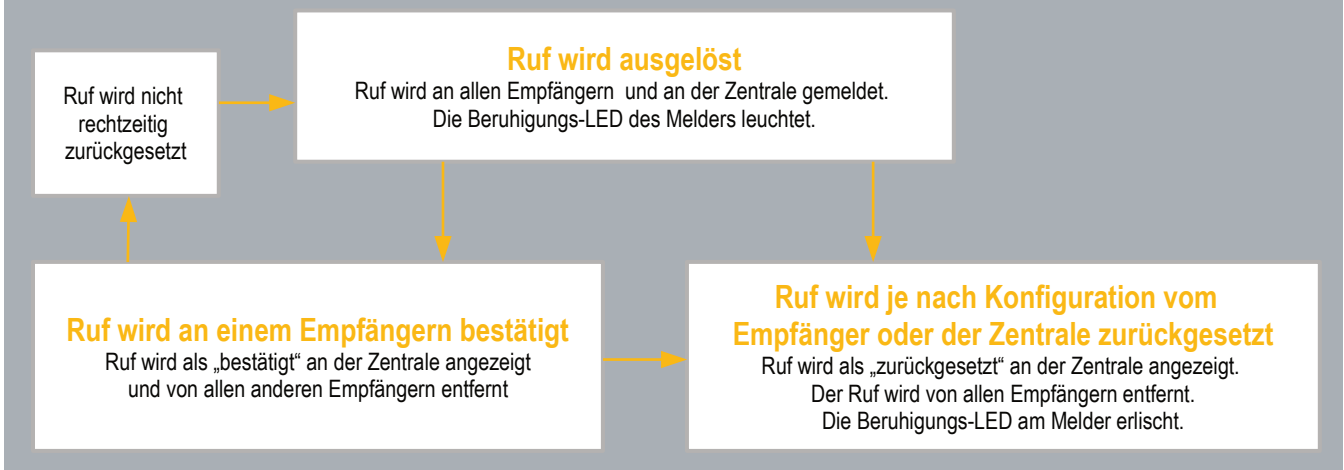 Ruf wird nicht
rechtzeitig
zurückgesetzt
Ruf wird ausgelöst
Ruf wird an allen Empfängern und an der Zentrale gemeldet.
Die Beruhigungs-LED des Melders leuchtet.
Ruf wird an einem Empfängern bestätigt
Ruf wird als „bestätigt“ an der Zentrale angezeigt
und von allen anderen Empfängern entfernt
Ruf wird je nach Konfiguration vom
Empfänger oder der Zentrale zurückgesetzt
Ruf wird als „zurückgesetzt“ an der Zentrale angezeigt.
Der Ruf wird von allen Empfängern entfernt.
Die Beruhigungs-LED am Melder erlischt.